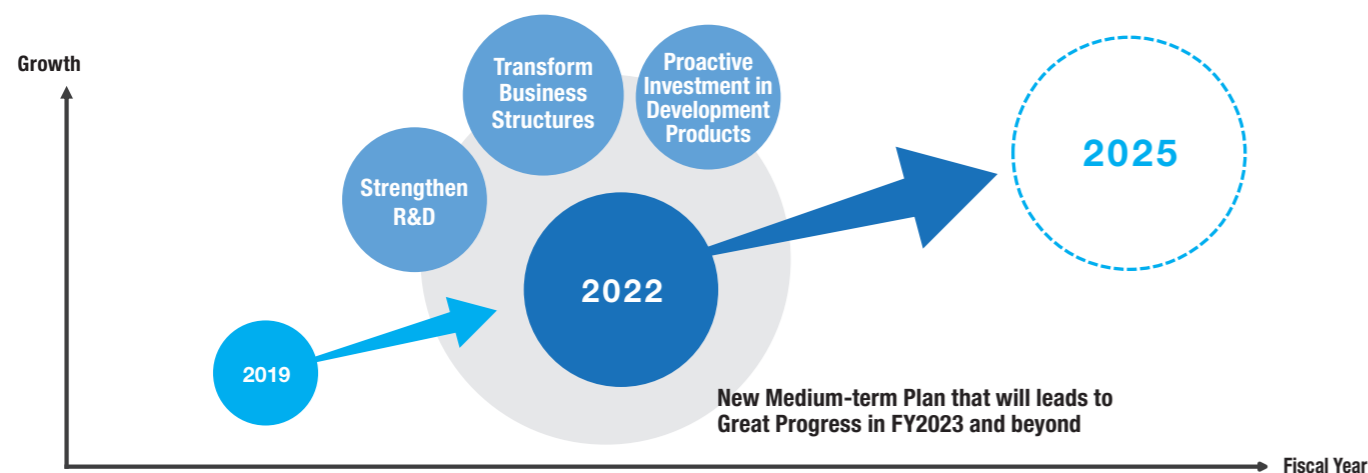 Growth
Transform
Business
Structures
Proactive
Investment in
Development
Products
Strengthen
R&D
2025
2022
2019
New Medium-term Plan that will leads to
Great Progress in FY2023 and beyond
Fiscal Year